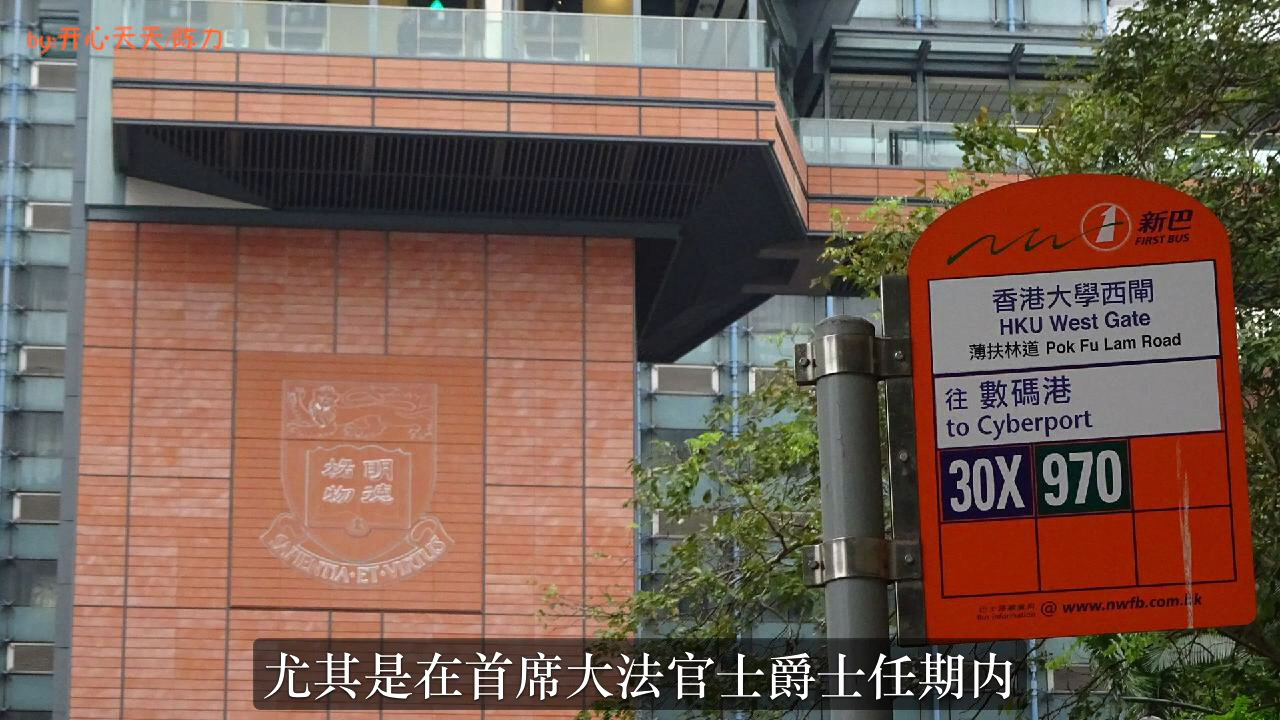 by:开心·天天·炼力
新巴
FIRST BUS
香港大學西閘
HKU West Gate
薄扶林道 Pok Fu Lam Road
往 數碼港
to Cyberport
30X 970
Bus Information @ www.nwfb.com.hk
明德
格物
SAPIENTIA·ET·VIRTUS
尤其是在首席大法官士爵士任期内